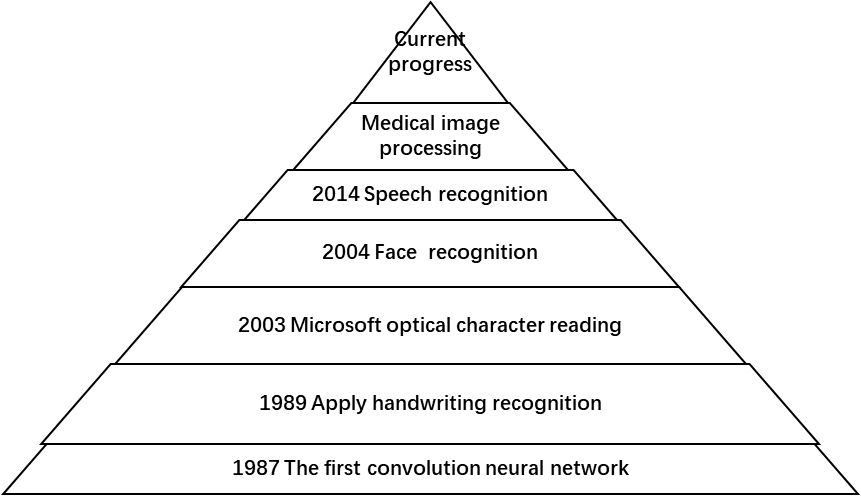 Current
progress
Medical image
processing
2014 Speech recognition
2004 Face recognition
2003 Microsoft optical character reading
1989 Apply handwriting recognition
1987 The first convolution neural network